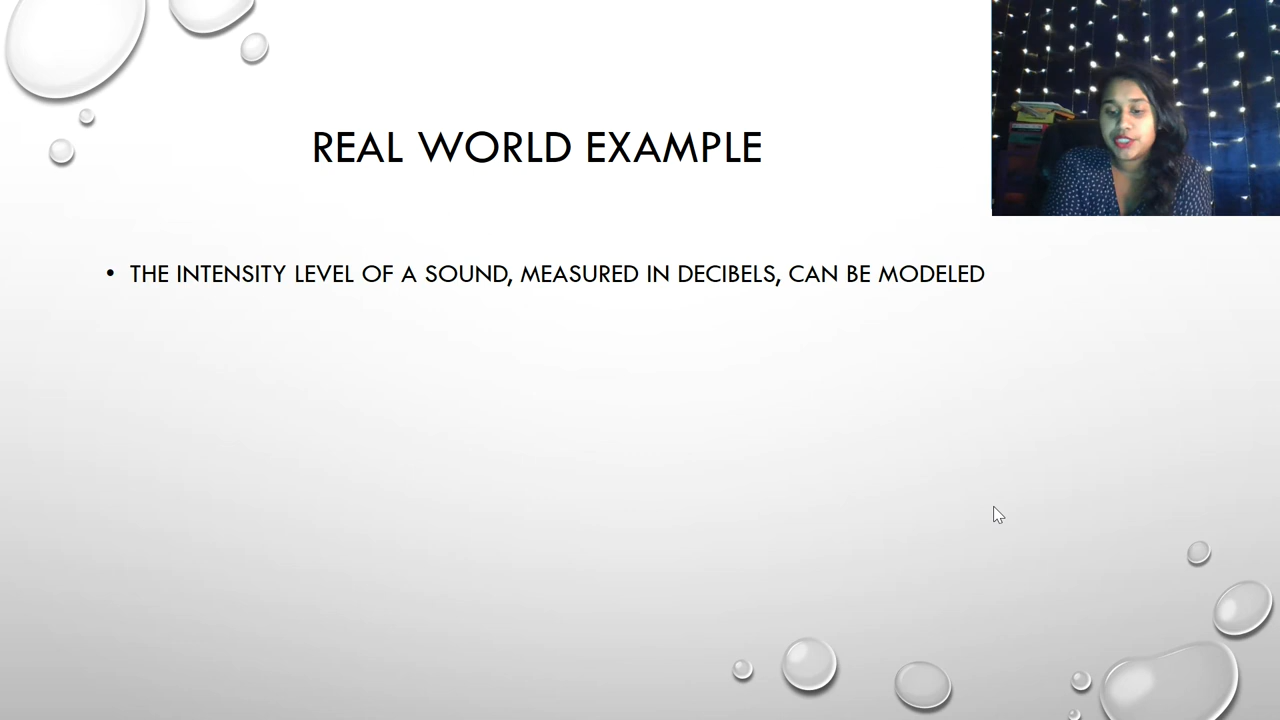 REAL WORLD EXAMPLE
• THE INTENSITY LEVEL OF A SOUND, MEASURED IN DECIBELS, CAN BE MODELED